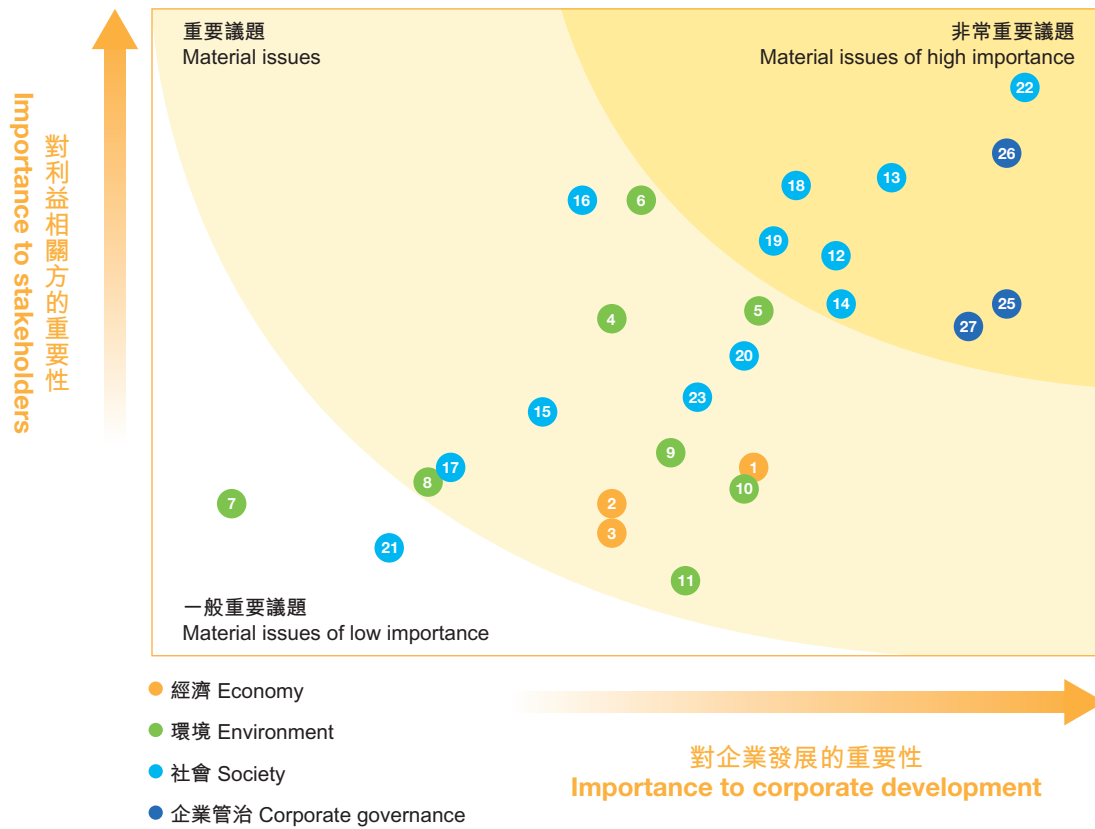 重要議題
Material issues
非常重要議題
Material issues of high importance
對利益相關方的重要性
Importance to stakeholders
22
26
13
18
16
6
19
12
14
25
5
4
27
20
23
15
9
17
1
8
10
7
2
3
21
11
一般重要議題
Material issues of low importance
經濟 Economy
環境 Environment
社會 Society
企業管治 Corporate governance
對企業發展的重要性
Importance to corporate development